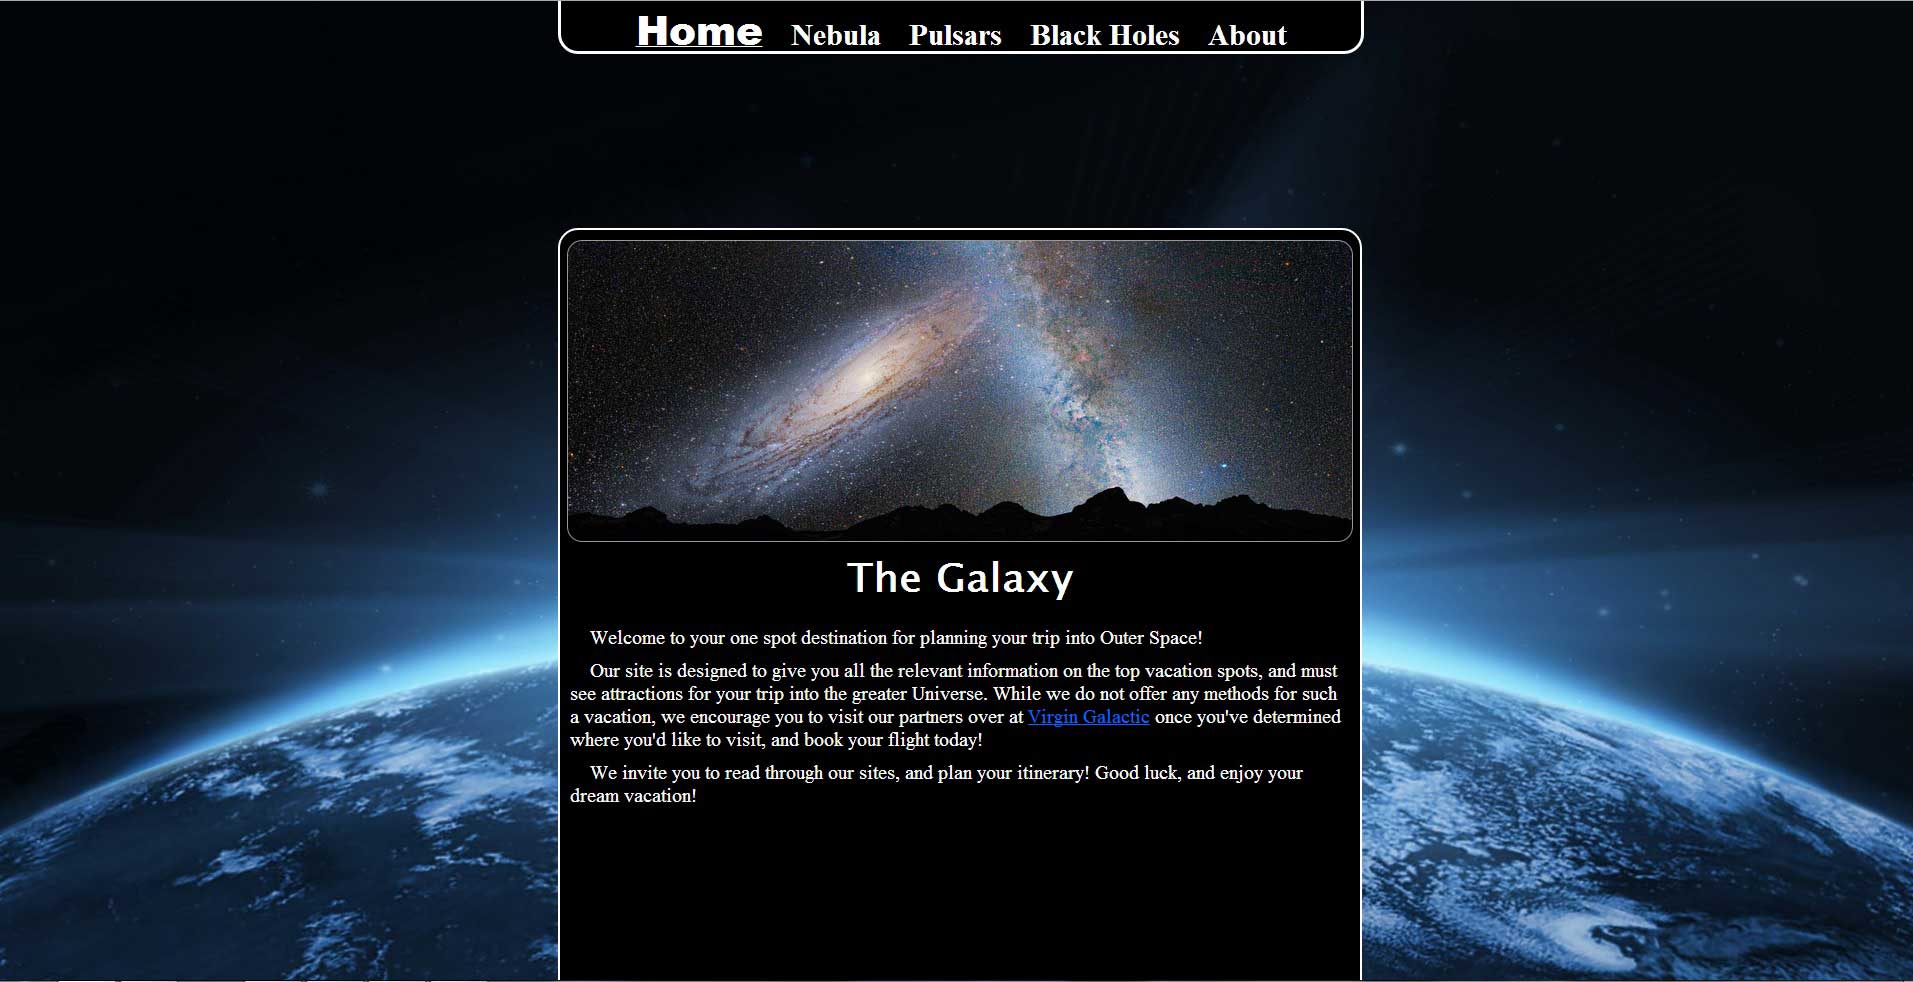 Home Nebula Pulsars Black Holes About
The Galaxy
Welcome to your one spot destination for planning your trip into Outer Space!
Our site is designed to give you all the relevant information on the top vacation spots, and must
see attractions for your trip into the greater Universe. While we do not offer any methods for such
a vacation, we encourage you to visit our partners over at Virgin Galactic once you've determined
where you'd like to visit, and book your flight today!
We invite you to read through our sites, and plan your itinerary! Good luck, and enjoy your
dream vacation!